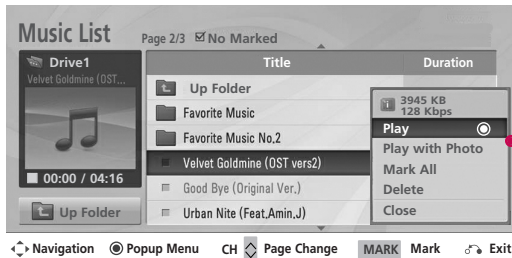 Music List
Page 2/3 No Marked
Drive1
Velvet Goldmine (OST...
00:00 / 04:16
Up Folder
Title Duration
Up Folder
Favorite Music
Favorite Music No.2
Velvet Goldmine (OST vers2)
Good Bye (Original Ver.)
Urban Nite (Feat.Amin.J)
3945 KB
128 Kbps
Play
Play with Photo
Mark All
Delete
Close
Navigation Popup Menu CH Page Change MARK Mark Exit